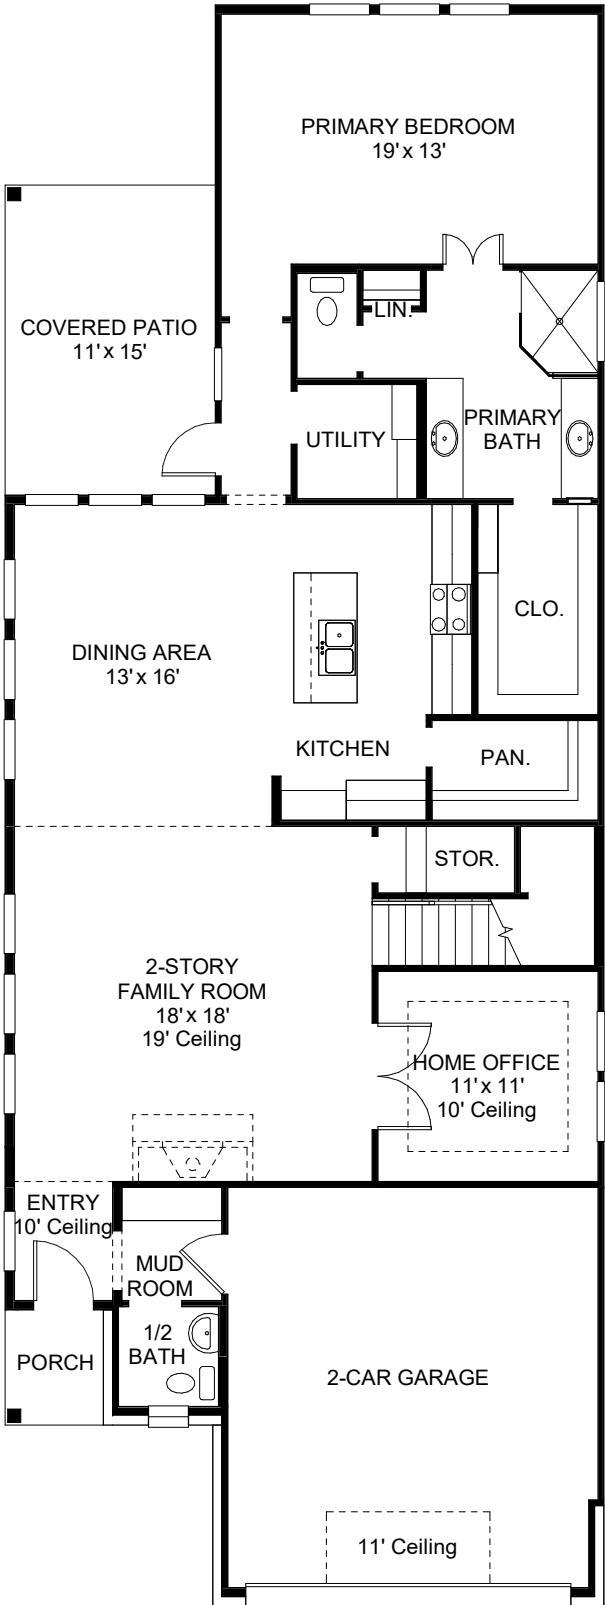 PRIMARY BEDROOM
19' x 13'
LIN.
COVERED PATIO
11' x 15'
PRIMARY
BATH
UTILITY
CLO.
DINING AREA
13' x 16'
KITCHEN
PAN.
STOR.
2-STORY
FAMILY ROOM
18' x 18'
19' Ceiling
HOME OFFICE
11' x 11'
10' Ceiling
ENTRY
10' Ceiling
MUD
ROOM
1/2
BATH
PORCH
2-CAR GARAGE
11' Ceiling